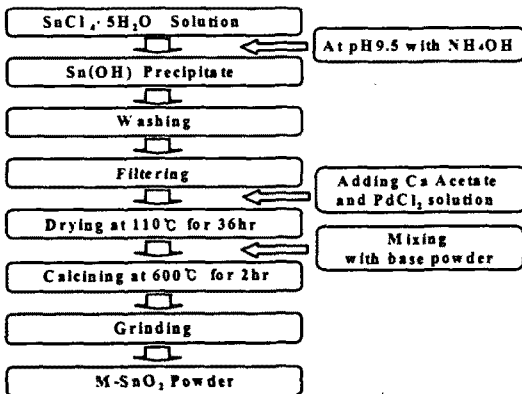 SnCl₄· 5H₂O Solution
At pH9.5 with NH₄OH
Sn(OH) Precipitate
Washing
Filtering
Adding Ca Acetate
and PdCl₂ solution
Drying at 110℃ for 36hr
Mixing
with base powder
Calcining at 600℃ for 2hr
Grinding
M-SnO₂ Powder